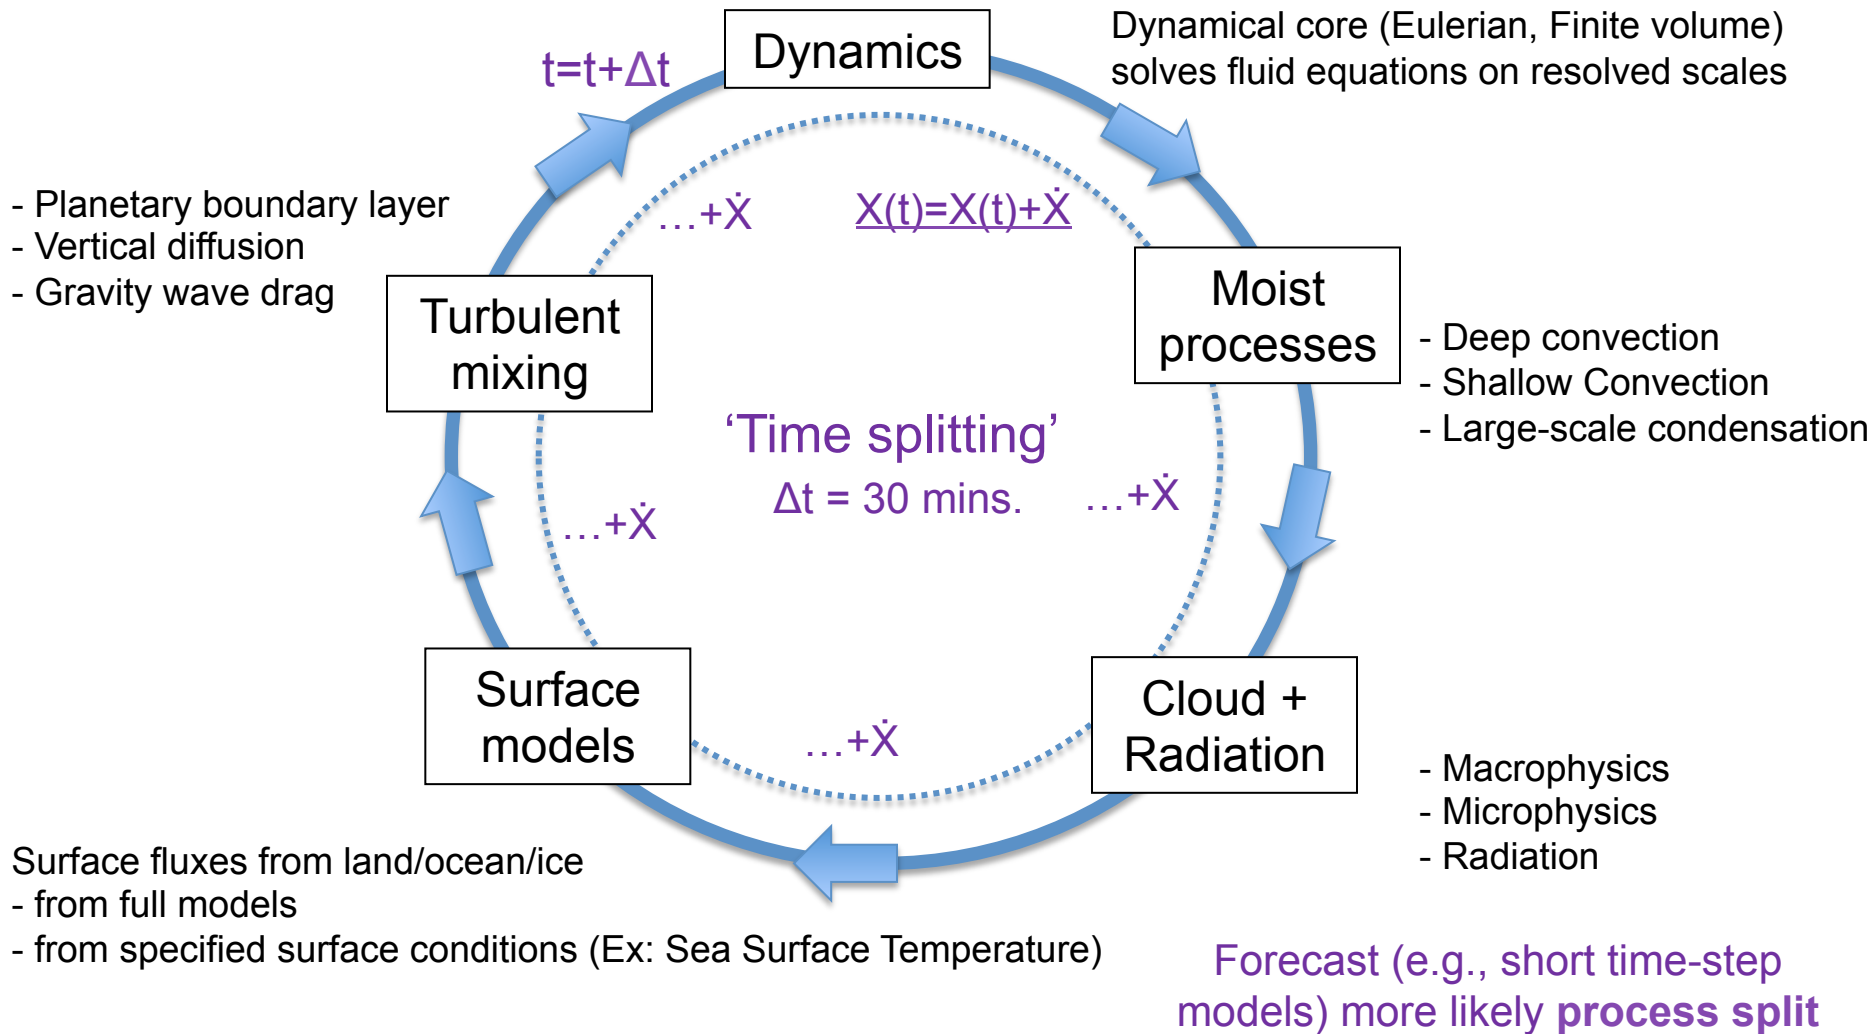 Dynamics
Dynamical core (Eulerian, Finite volume)
solves fluid equations on resolved scales
t=t+Δt
- Planetary boundary layer
- Vertical diffusion
- Gravity wave drag
…+Ẋ
X(t)=X(t)+Ẋ
Turbulent
mixing
Moist
processes
- Deep convection
- Shallow Convection
- Large-scale condensation
‘Time splitting’
Δt = 30 mins.
…+Ẋ
…+Ẋ
Surface
models
…+Ẋ
Cloud +
Radiation
- Macrophysics
- Microphysics
- Radiation
Surface fluxes from land/ocean/ice
- from full models
- from specified surface conditions (Ex: Sea Surface Temperature)
Forecast (e.g., short time-step
models) more likely process split